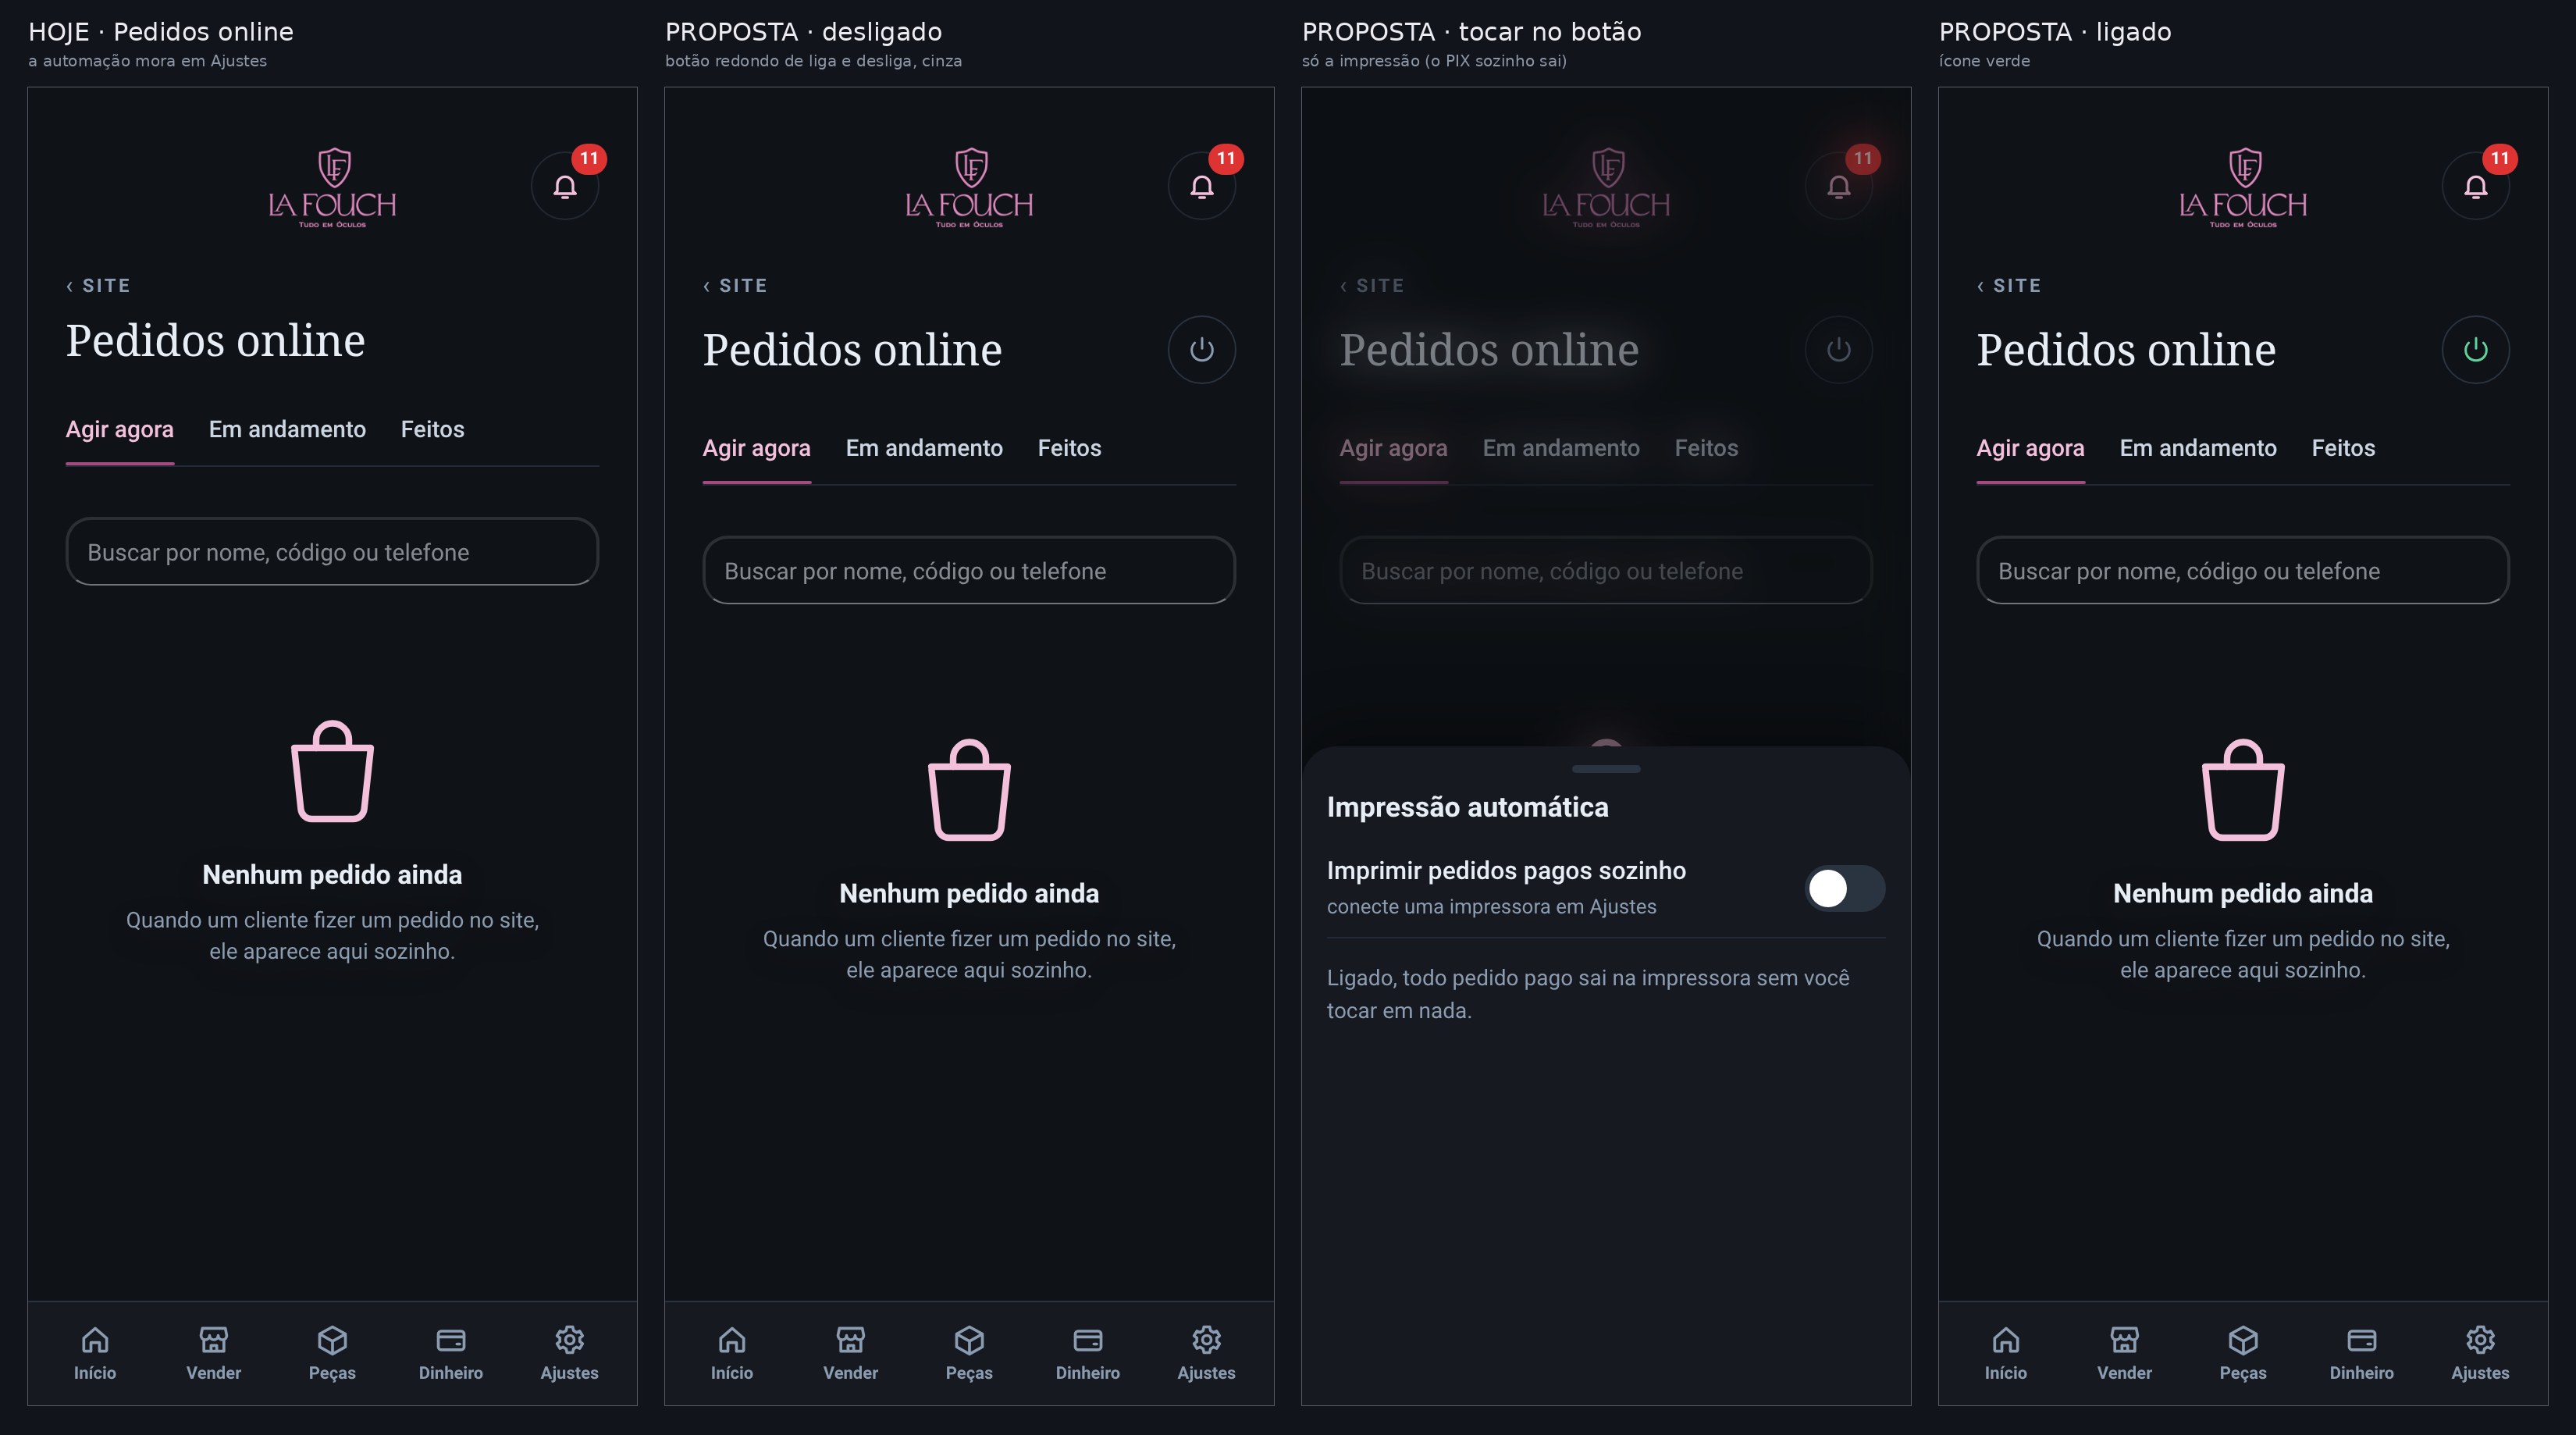 HOJE · Pedidos online
a automação mora em Ajustes
LF
LA FOUCH
TUDO EM ÓCULOS
11
‹ SITE
Pedidos online
Agir agora Em andamento Feitos
Buscar por nome, código ou telefone
Nenhum pedido ainda
Quando um cliente fizer um pedido no site,
ele aparece aqui sozinho.
Início Vender Peças Dinheiro Ajustes
PROPOSTA · desligado
botão redondo de liga e desliga, cinza
LF
LA FOUCH
TUDO EM ÓCULOS
11
‹ SITE
Pedidos online
Agir agora Em andamento Feitos
Buscar por nome, código ou telefone
Nenhum pedido ainda
Quando um cliente fizer um pedido no site,
ele aparece aqui sozinho.
Início Vender Peças Dinheiro Ajustes
PROPOSTA · tocar no botão
só a impressão (o PIX sozinho sai)
LF
LA FOUCH
TUDO EM ÓCULOS
11
‹ SITE
Pedidos online
Agir agora Em andamento Feitos
Buscar por nome, código ou telefone
Impressão automática
Imprimir pedidos pagos sozinho
conecte uma impressora em Ajustes
Ligado, todo pedido pago sai na impressora sem você
tocar em nada.
PROPOSTA · ligado
ícone verde
LF
LA FOUCH
TUDO EM ÓCULOS
11
‹ SITE
Pedidos online
Agir agora Em andamento Feitos
Buscar por nome, código ou telefone
Nenhum pedido ainda
Quando um cliente fizer um pedido no site,
ele aparece aqui sozinho.
Início Vender Peças Dinheiro Ajustes